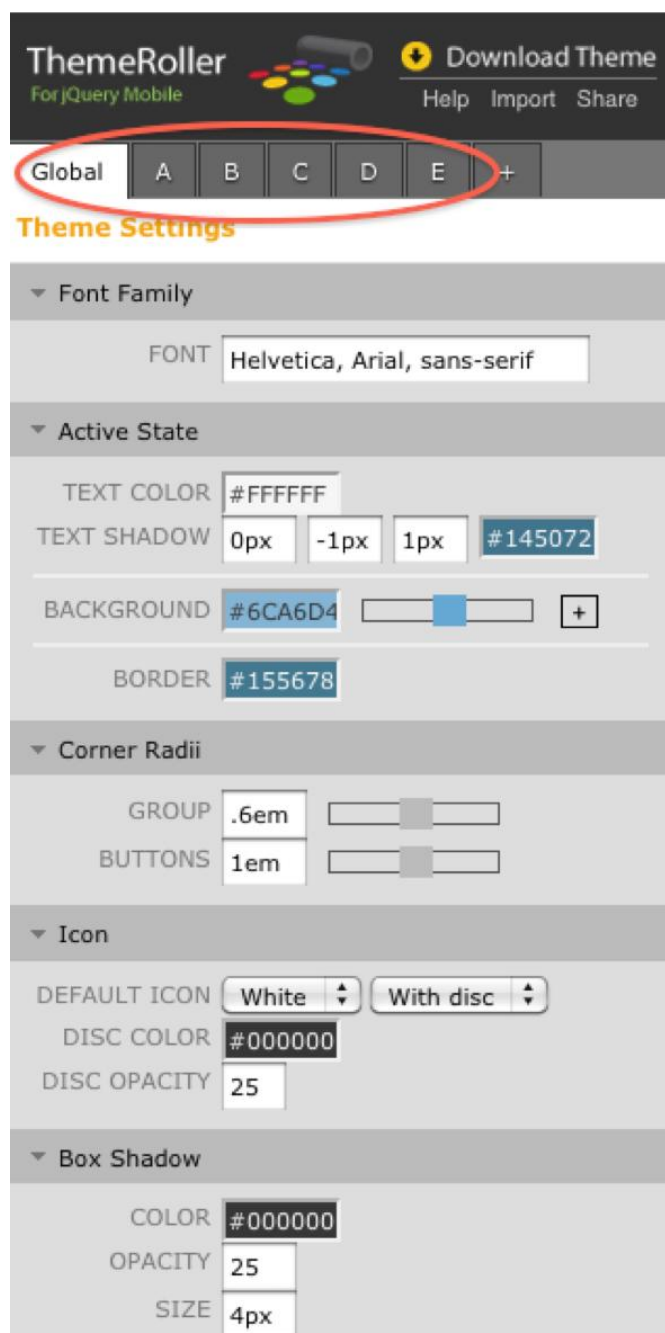 ThemeRoller
For jQuery Mobile
Download Theme
Help Import Share
Global A B C D E +
Theme Settings
Font Family
FONT Helvetica, Arial, sans-serif
Active State
TEXT COLOR #FFFFFF
TEXT SHADOW 0px -1px 1px #145072
BACKGROUND #6CA6D4 +
BORDER #155678
Corner Radii
GROUP .6em
BUTTONS 1em
Icon
DEFAULT ICON White With disc
DISC COLOR #000000
DISC OPACITY 25
Box Shadow
COLOR #000000
OPACITY 25
SIZE 4px